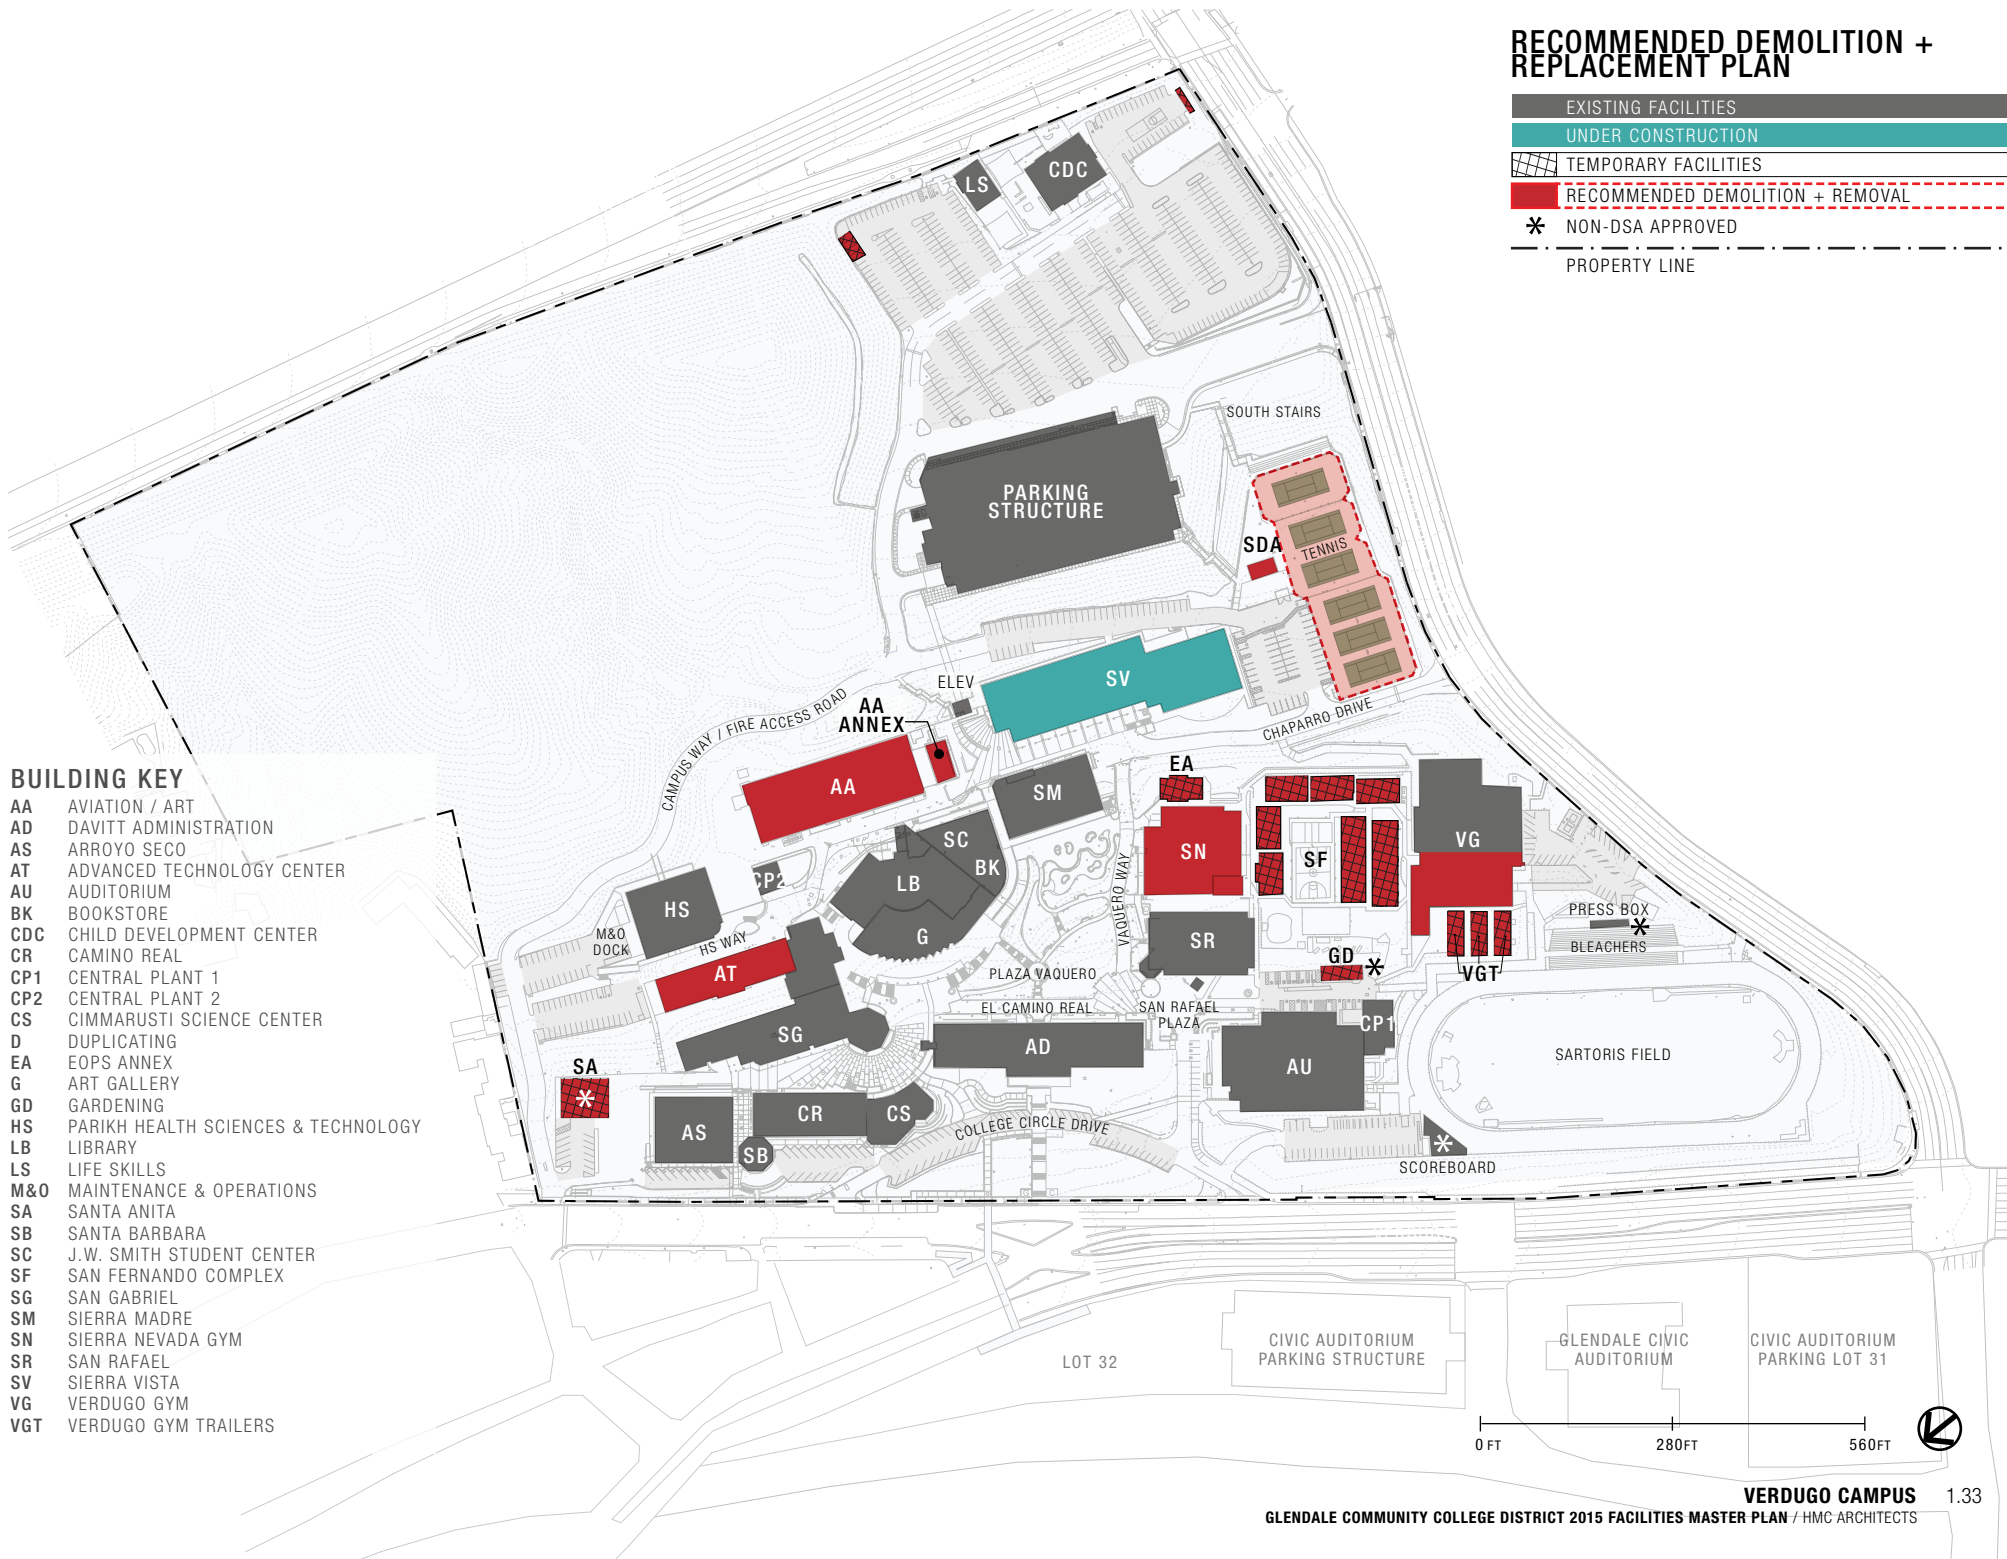 RECOMMENDED DEMOLITION +
REPLACEMENT PLAN
EXISTING FACILITIES
UNDER CONSTRUCTION
TEMPORARY FACILITIES
RECOMMENDED DEMOLITION + REMOVAL
* NON-DSA APPROVED
PROPERTY LINE
CDC
LS
SOUTH STAIRS
PARKING
STRUCTURE
SDA
TENNIS
SV
ELEV
AA
ANNEX
CAMPUS WAY / FIRE ACCESS ROAD
CHAPARRO DRIVE
AA
SM
EA
SC
BK
LB
G
CP2
HS
M&O
DOCK
HS WAY
AT
VAQUERO WAY
SN
SF
VG
SR
PRESS BOX
*
BLEACHERS
GD
*
VGT
PLAZA VAQUERO
EL CAMINO REAL
SAN RAFAEL
PLAZA
SG
AD
CP1
AU
SARTORIS FIELD
SA
*
AS
CR
CS
SB
COLLEGE CIRCLE DRIVE
*
SCOREBOARD
BUILDING KEY
AA AVIATION / ART
AD DAVITT ADMINISTRATION
AS ARROYO SECO
AT ADVANCED TECHNOLOGY CENTER
AU AUDITORIUM
BK BOOKSTORE
CDC CHILD DEVELOPMENT CENTER
CR CAMINO REAL
CP1 CENTRAL PLANT 1
CP2 CENTRAL PLANT 2
CS CIMMARUSTI SCIENCE CENTER
D DUPLICATING
EA EOPS ANNEX
G ART GALLERY
GD GARDENING
HS PARIKH HEALTH SCIENCES & TECHNOLOGY
LB LIBRARY
LS LIFE SKILLS
M&O MAINTENANCE & OPERATIONS
SA SANTA ANITA
SB SANTA BARBARA
SC J.W. SMITH STUDENT CENTER
SF SAN FERNANDO COMPLEX
SG SAN GABRIEL
SM SIERRA MADRE
SN SIERRA NEVADA GYM
SR SAN RAFAEL
SV SIERRA VISTA
VG VERDUGO GYM
VGT VERDUGO GYM TRAILERS
LOT 32
CIVIC AUDITORIUM
PARKING STRUCTURE
GLENDALE CIVIC
AUDITORIUM
CIVIC AUDITORIUM
PARKING LOT 31
0 FT 280FT 560FT
VERDUGO CAMPUS 1.33
GLENDALE COMMUNITY COLLEGE DISTRICT 2015 FACILITIES MASTER PLAN / HMC ARCHITECTS